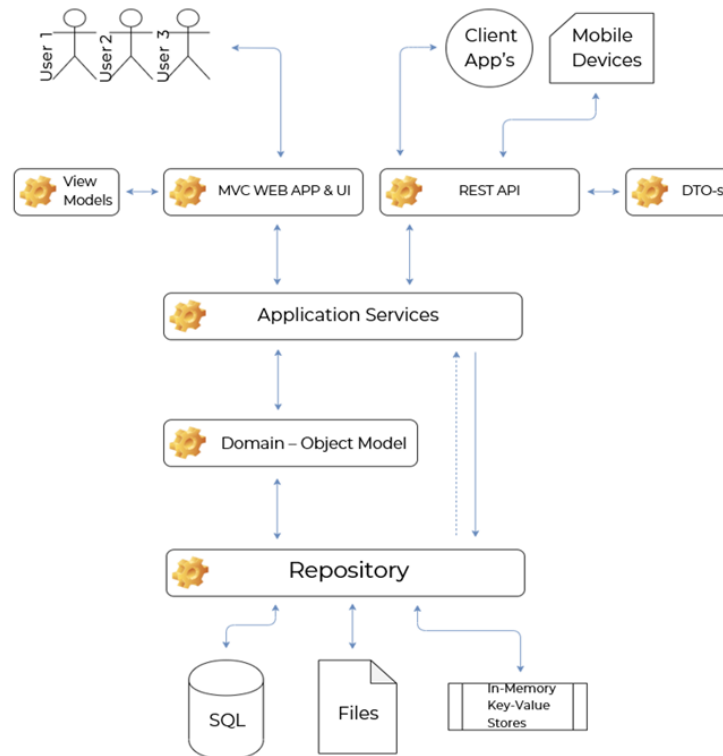 User 1
User 2
User 3
Client
App's
Mobile
Devices
View
Models
MVC WEB APP & UI
REST API
DTO-s
Application Services
Domain – Object Model
Repository
SQL
Files
In-Memory
Key-Value
Stores